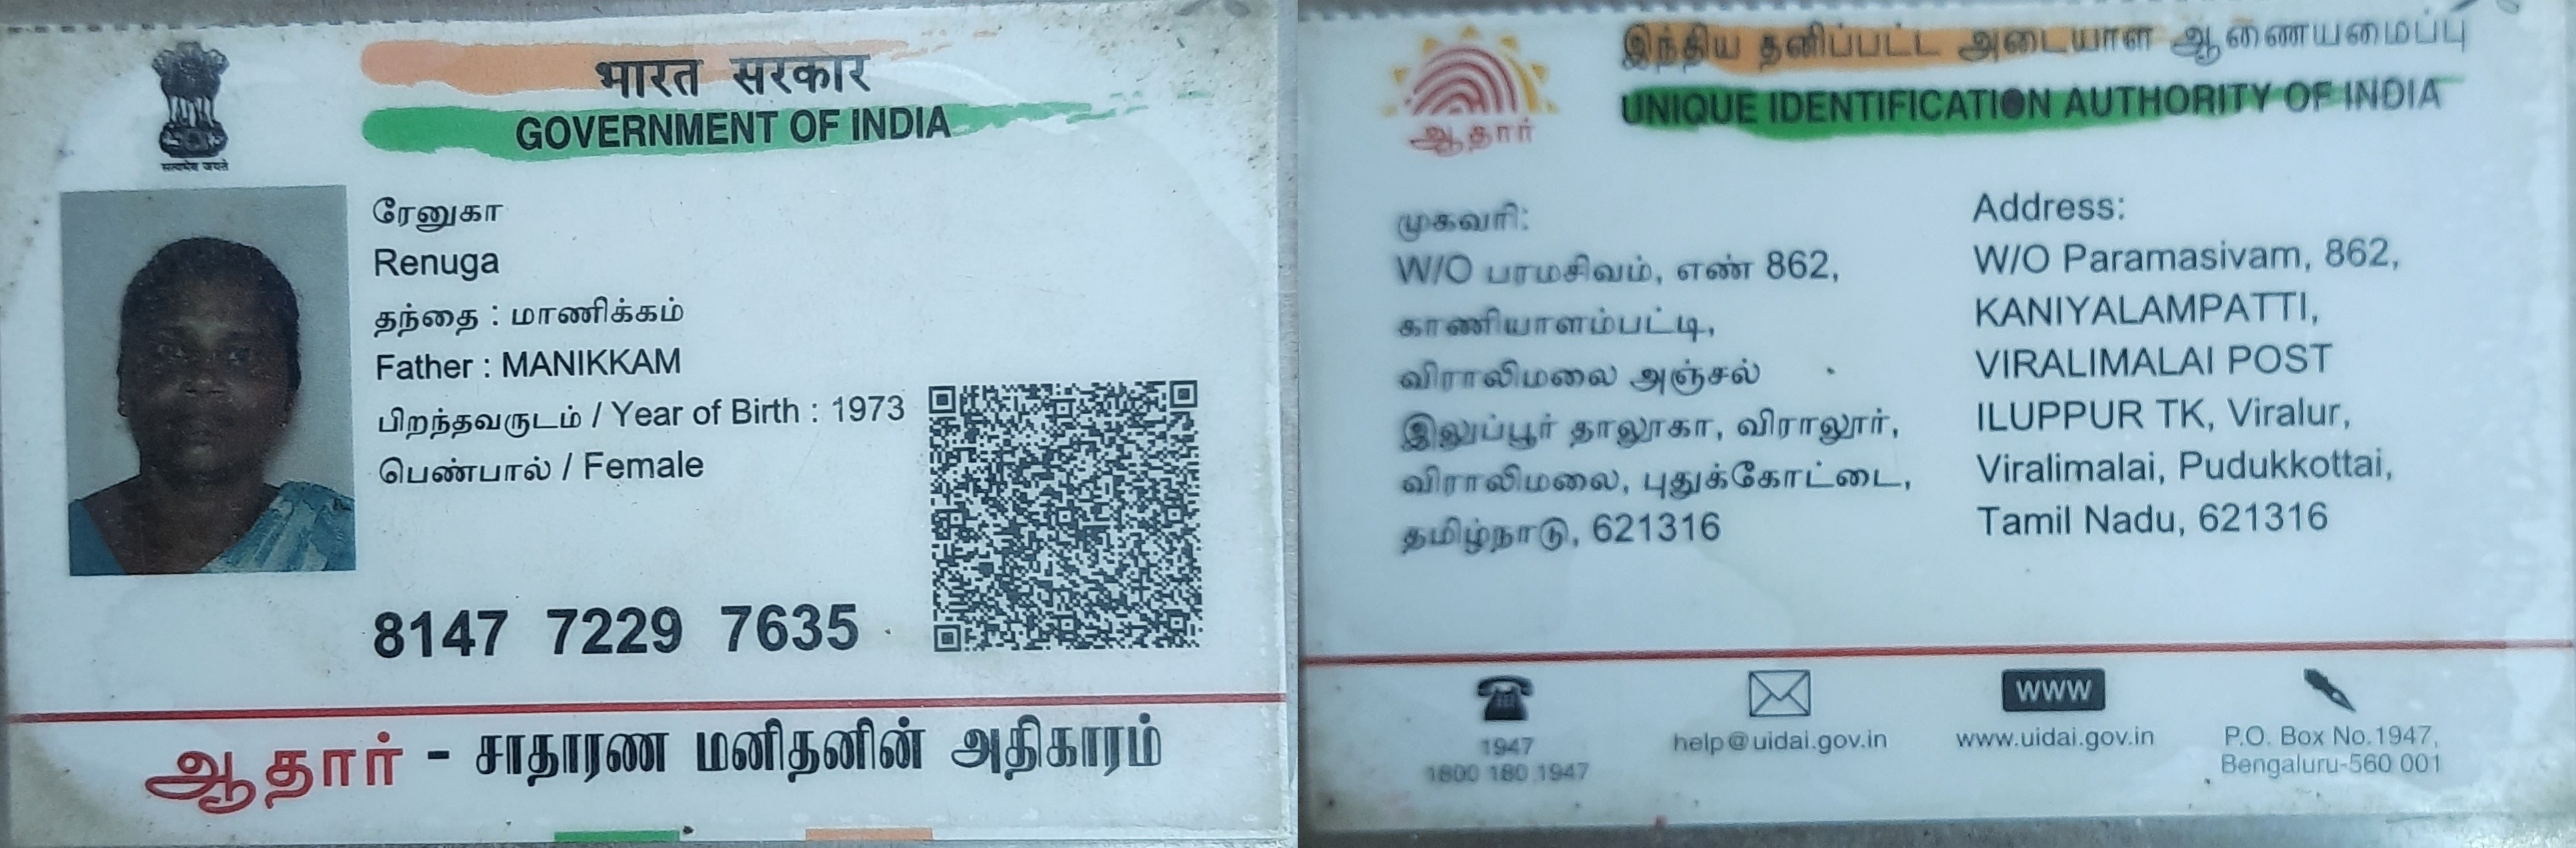 भारत सरकार
GOVERNMENT OF INDIA
सत्यमेव जयते
ரேனுகா
Renuga
தந்தை : மாணிக்கம்
Father : MANIKKAM
பிறந்தவருடம் / Year of Birth : 1973
பெண்பால் / Female
8147 7229 7635
ஆதார் - சாதாரண மனிதனின் அதிகாரம்
இந்திய தனிப்பட்ட அடையாள ஆணையமைப்பு
UNIQUE IDENTIFICATION AUTHORITY OF INDIA
ஆதார்
முகவரி:
W/O பரமசிவம், எண் 862,
காணியாளம்பட்டி,
விராலிமலை அஞ்சல்
இலுப்பூர் தாலூகா, விராலூர்,
விராலிமலை, புதுக்கோட்டை,
தமிழ்நாடு, 621316
Address:
W/O Paramasivam, 862,
KANIYALAMPATTI,
VIRALIMALAI POST
ILUPPUR TK, Viralur,
Viralimalai, Pudukkottai,
Tamil Nadu, 621316
1947
1800 180 1947
help@uidai.gov.in
www
www.uidai.gov.in
P.O. Box No.1947,
Bengaluru-560 001